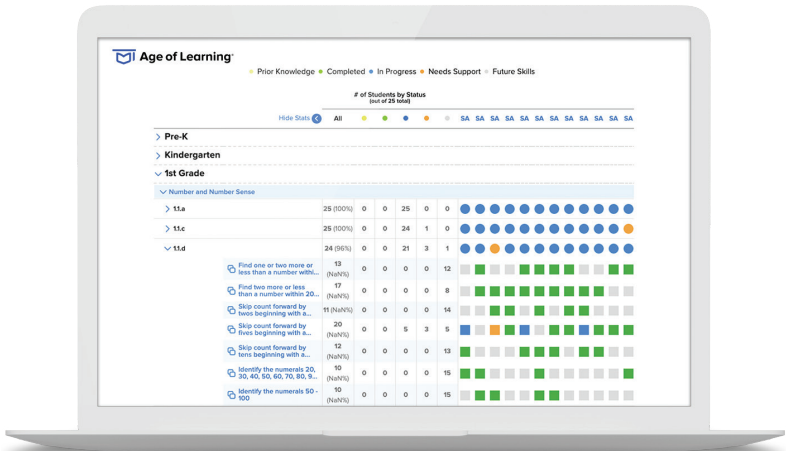 Age of Learning
Prior Knowledge Completed In Progress Needs Support Future Skills
# of Students by Status
(out of 25 total)
Hide Stats All SA SA SA SA SA SA SA SA SA SA SA SA
Pre-K
Kindergarten
1st Grade
Number and Number Sense
1.1.a 25 (100%) 0 0 25 0 0
1.1.c 25 (100%) 0 0 24 1 0
1.1.d 24 (96%) 0 0 21 3 1
Find one or two more or
less than a number withi... 13 (NaN%) 0 0 0 0 12
Find two more or less
than a number within 20... 17 (NaN%) 0 0 0 0 8
Skip count forward by
twos beginning with a... 11 (NaN%) 0 0 0 0 14
Skip count forward by
fives beginning with a... 20 (NaN%) 0 0 5 3 5
Skip count forward by
tens beginning with a... 12 (NaN%) 0 0 0 0 13
Identify the numerals 20,
30, 40, 50, 60, 70, 80, 9... 10 (NaN%) 0 0 0 0 15
Identify the numerals 50 -
100 10 (NaN%) 0 0 0 0 15